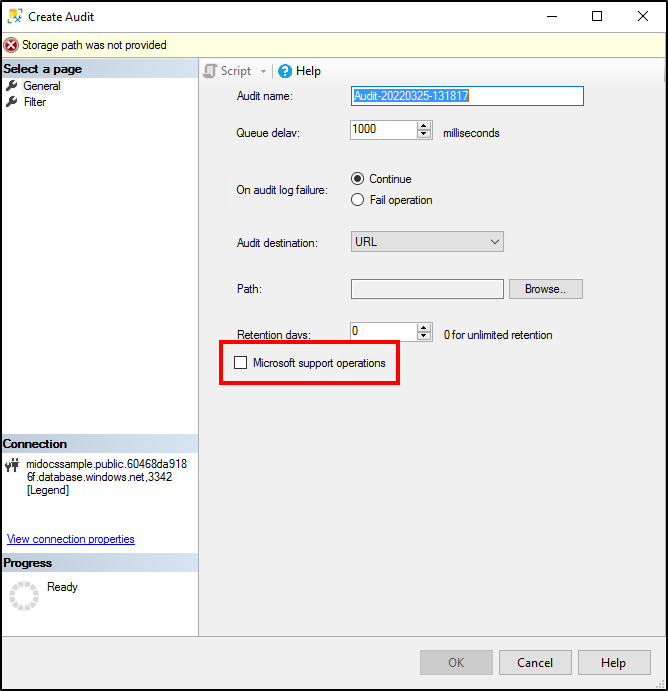 Create Audit
Storage path was not provided
Select a page
General
Filter
Script
Help
Audit name:
Audit-20220325-131817
Queue delay:
1000
milliseconds
On audit log failure:
Continue
Fail operation
Audit destination:
URL
Path:
Browse..
Retention days:
0
0 for unlimited retention
Microsoft support operations
Connection
midocssample.public.60468da918
6f.database.windows.net,3342
[Legend]
View connection properties
Progress
Ready
OK
Cancel
Help